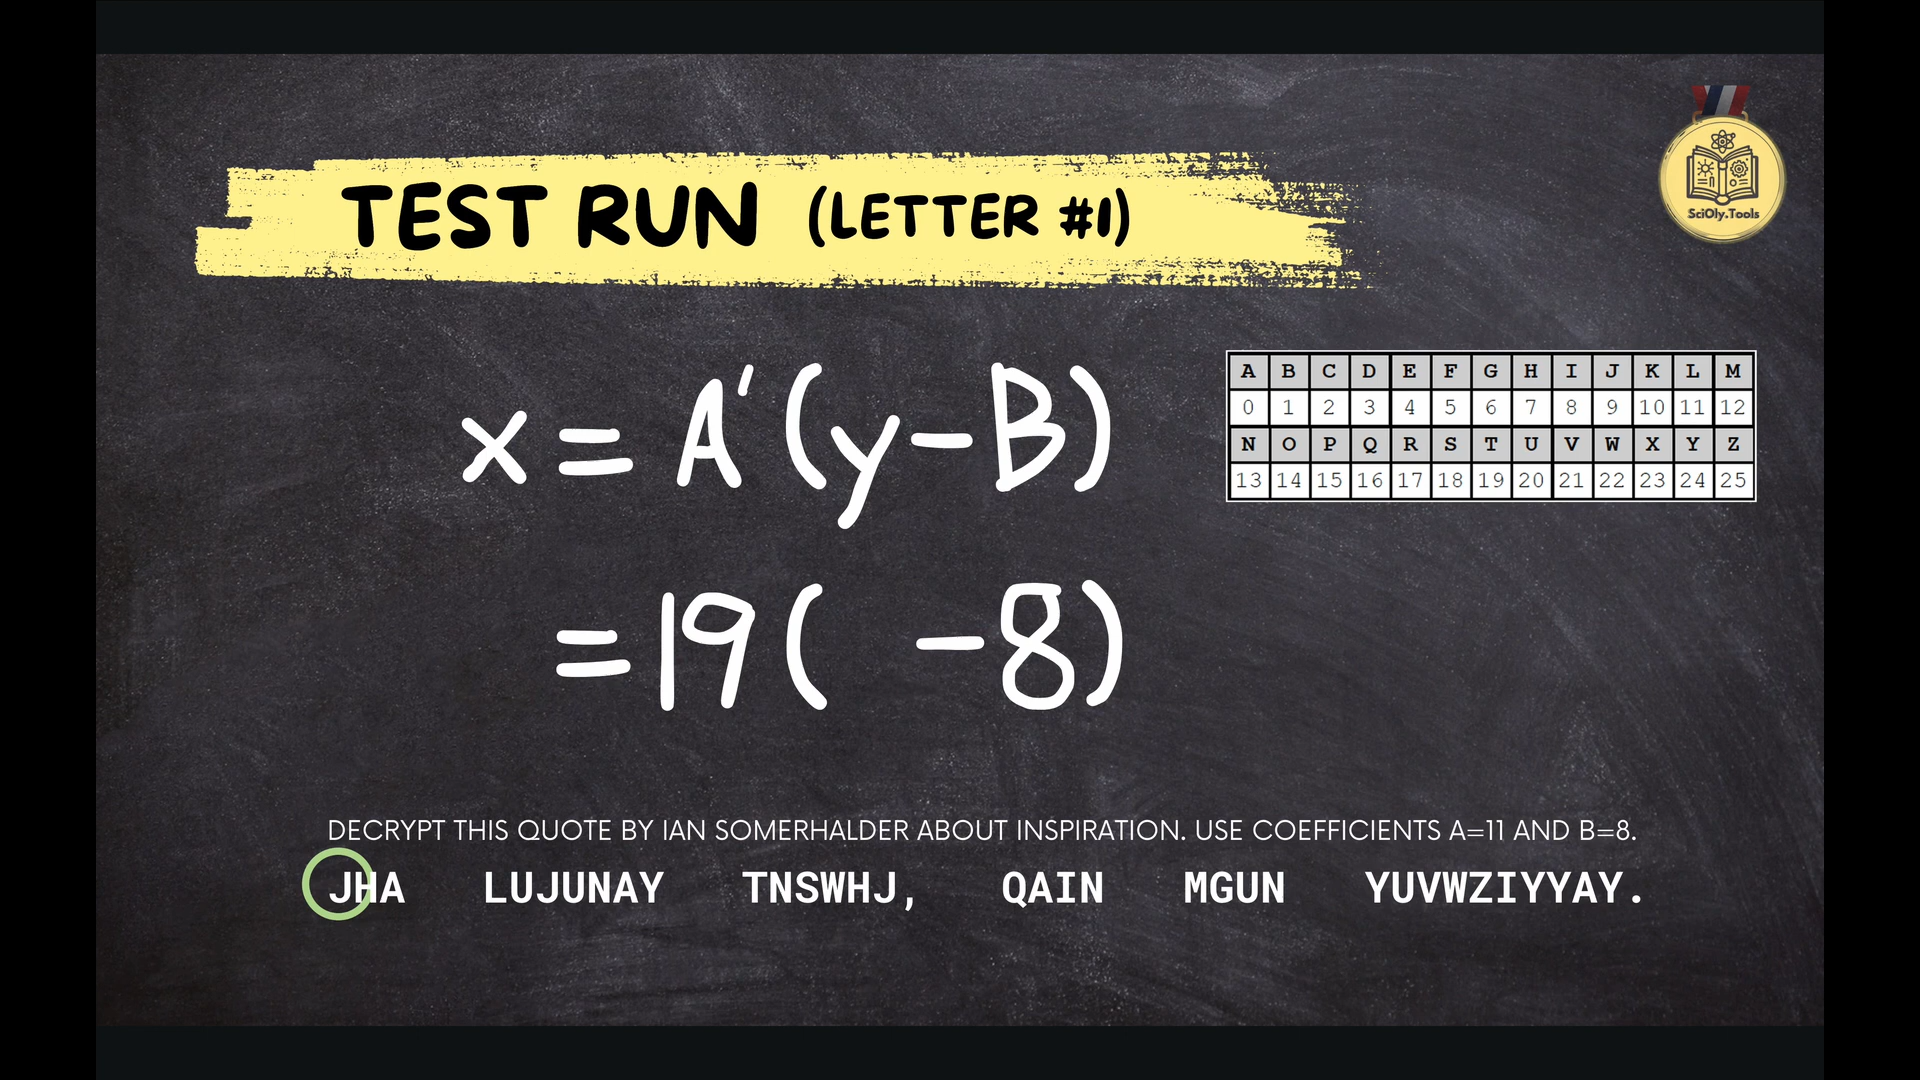 TEST RUN (LETTER #1)
SciOly.Tools
x = A'(y-B)
A B C D E F G H I J K L M
0 1 2 3 4 5 6 7 8 9 10 11 12
N O P Q R S T U V W X Y Z
13 14 15 16 17 18 19 20 21 22 23 24 25
=19( -8)
DECRYPT THIS QUOTE BY IAN SOMERHALDER ABOUT INSPIRATION. USE COEFFICIENTS A=11 AND B=8.
JHA LUJUNAY TNSWHJ, QAIN MGUN YUVWZIYYAY.